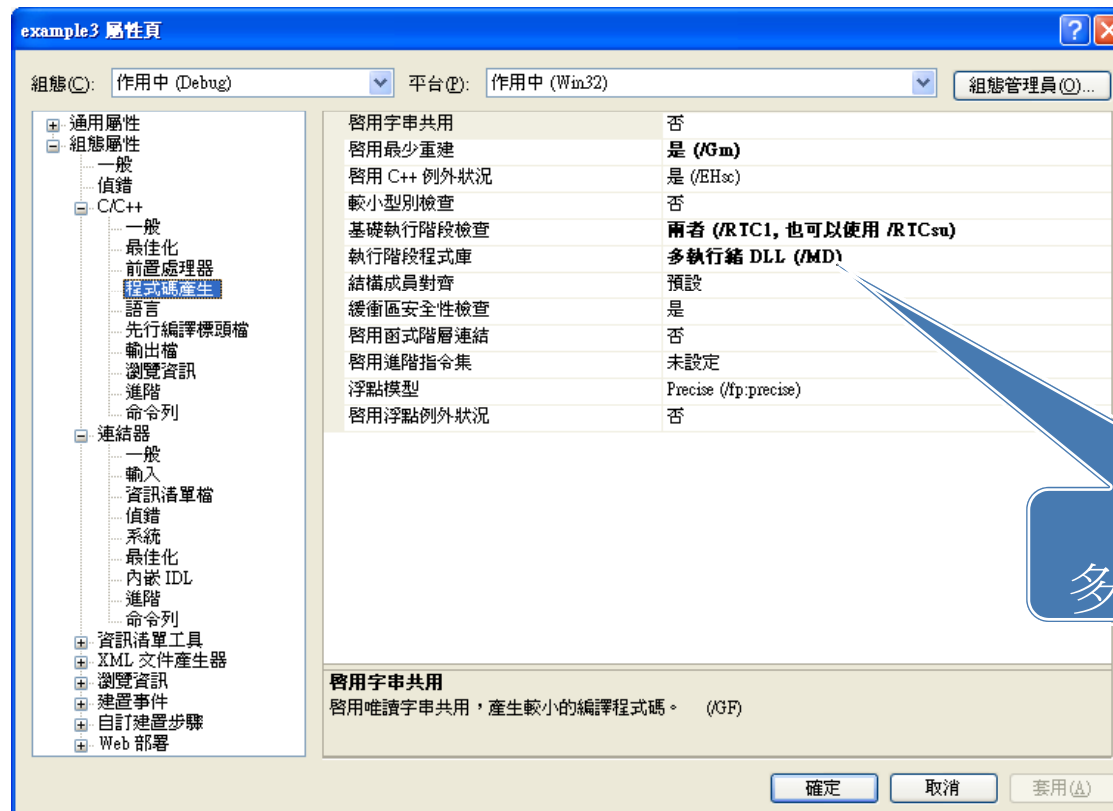 example3 屬性頁
組態(C): 作用中 (Debug) 平台(P): 作用中 (Win32) 組態管理員(O)...
通用屬性
組態屬性
一般
偵錯
C/C++
一般
最佳化
前置處理器
程式碼產生
語言
先行編譯標頭檔
輸出檔
瀏覽資訊
進階
命令列
連結器
一般
輸入
資訊清單檔
偵錯
系統
最佳化
內嵌 IDL
進階
命令列
資訊清單工具
XML 文件產生器
瀏覽資訊
建置事件
自訂建置步驟
Web 部署
啟用字串共用 否
啟用最少重建 是 (/Gm)
啟用 C++ 例外狀況 是 (/EHsc)
較小型別檢查 否
基礎執行階段檢查 兩者 (/RTC1, 也可以使用 /RTCsu)
執行階段程式庫 多執行緒 DLL (/MD)
結構成員對齊 預設
緩衝區安全性檢查 是
啟用函式階層連結 否
啟用進階指令集 未設定
浮點模型 Precise (/fp:precise)
啟用浮點例外狀況 否
多
啟用字串共用
啟用唯讀字串共用，產生較小的編譯程式碼。 (/GF)
確定 取消 套用(A)